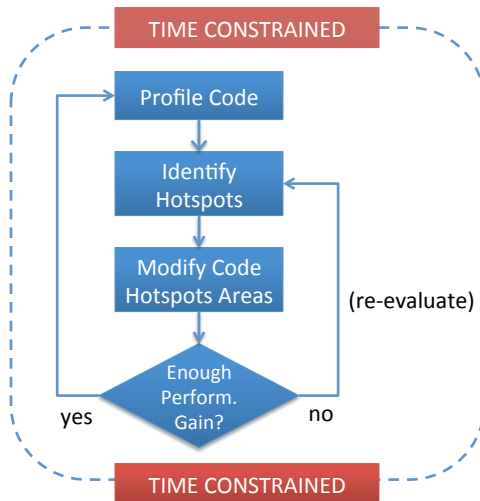 TIME CONSTRAINED
Profile Code
Identify
Hotspots
Modify Code
Hotspots Areas
(re-evaluate)
Enough
Perform.
Gain?
yes
no
TIME CONSTRAINED